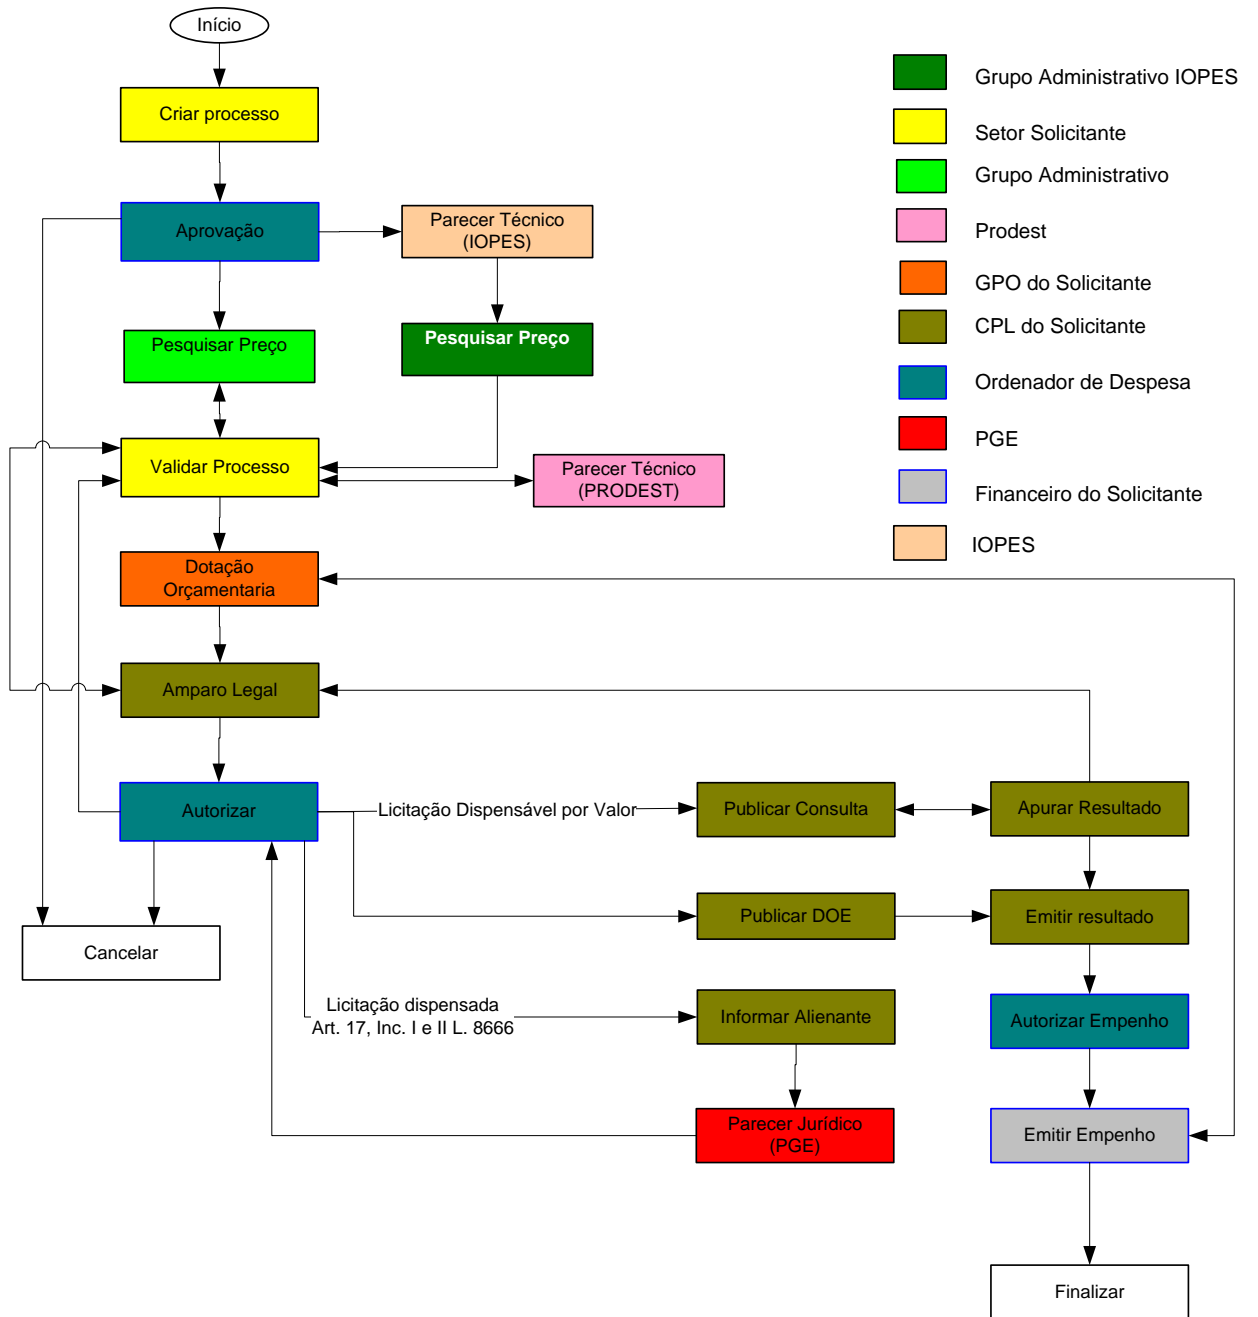 Início
Criar processo
Aprovação
Parecer Técnico
(IOPES)
Pesquisar Preço
Pesquisar Preço
Validar Processo
Parecer Técnico
(PRODEST)
Dotação
Orçamentaria
Amparo Legal
Autorizar
Licitação Dispensável por Valor
Publicar Consulta
Apurar Resultado
Publicar DOE
Emitir resultado
Cancelar
Licitação dispensada
Art. 17, Inc. I e II L. 8666
Informar Alienante
Autorizar Empenho
Parecer Jurídico
(PGE)
Emitir Empenho
Finalizar
Grupo Administrativo IOPES
Setor Solicitante
Grupo Administrativo
Prodest
GPO do Solicitante
CPL do Solicitante
Ordenador de Despesa
PGE
Financeiro do Solicitante
IOPES